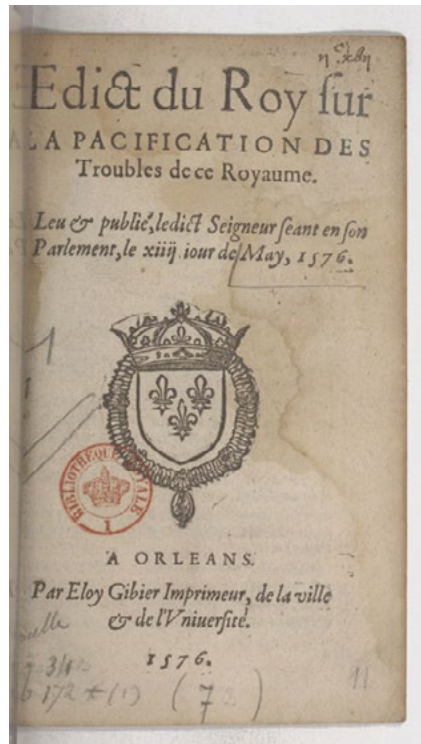 Edict du Roy ſur
LA PACIFICATION DES
Troubles de ce Royaume.
Leu & publié, ledict Seigneur ſeant en ſon
Parlement, le xiiij iour de May, 1576.
1
BIBLIOTHEQUE
1
A ORLEANS.
Par Eloy Gibier Imprimeur, de la ville
& de l'Vniuerſité.
1576.
(72)
11